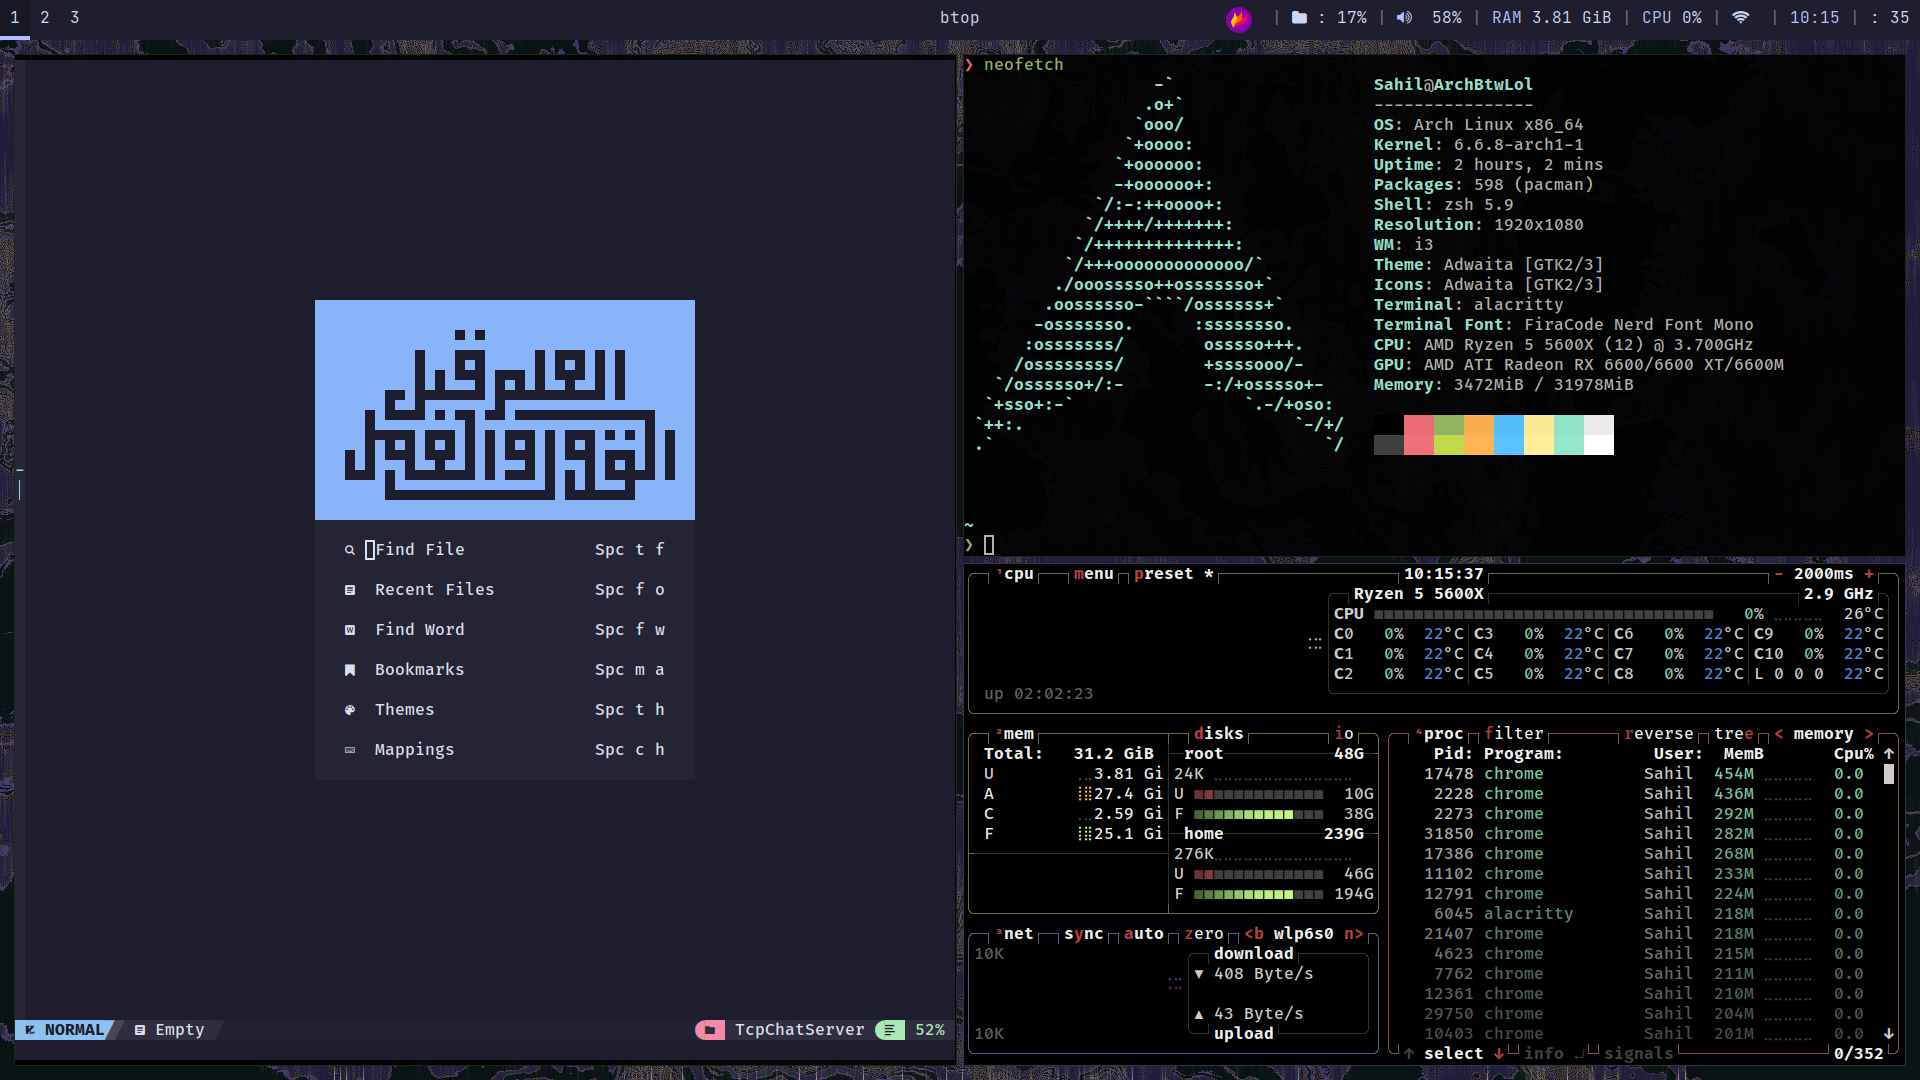 1 2 3
btop
: 17% | 58% | RAM 3.81 GiB | CPU 0% | | 10:15 | : 35
Find File Spc t f
Recent Files Spc f o
Find Word Spc f w
Bookmarks Spc m a
Themes Spc t h
Mappings Spc c h
NORMAL Empty TcpChatServer 52%
❯ neofetch
Sahil@ArchBtwLol
----------------
OS: Arch Linux x86_64
Kernel: 6.6.8-arch1-1
Uptime: 2 hours, 2 mins
Packages: 598 (pacman)
Shell: zsh 5.9
Resolution: 1920x1080
WM: i3
Theme: Adwaita [GTK2/3]
Icons: Adwaita [GTK2/3]
Terminal: alacritty
Terminal Font: FiraCode Nerd Font Mono
CPU: AMD Ryzen 5 5600X (12) @ 3.700GHz
GPU: AMD ATI Radeon RX 6600/6600 XT/6600M
Memory: 3472MiB / 31978MiB
~
❯
¹cpu menu preset * 10:15:37 - 2000ms +
Ryzen 5 5600X 2.9 GHz
CPU 0% 26°C
C0 0% 22°C C3 0% 22°C C6 0% 22°C C9 0% 22°C
C1 0% 22°C C4 0% 22°C C7 0% 22°C C10 0% 22°C
C2 0% 22°C C5 0% 22°C C8 0% 22°C L 0 0 0 22°C
up 02:02:23
²mem
Total: 31.2 GiB
U 3.81 Gi
A 27.4 Gi
C 2.59 Gi
F 25.1 Gi
disks io
root 48G
24K
U 10G
F 38G
home 239G
276K
U 46G
F 194G
³net sync auto zero <b wlp6s0 n>
10K
download
▼ 408 Byte/s
▲ 43 Byte/s
upload
10K
⁴proc filter reverse tree < memory >
Pid: Program: User: MemB Cpu% ↑
17478 chrome Sahil 454M 0.0
2228 chrome Sahil 436M 0.0
2273 chrome Sahil 292M 0.0
31850 chrome Sahil 282M 0.0
17386 chrome Sahil 268M 0.0
11102 chrome Sahil 233M 0.0
12791 chrome Sahil 224M 0.0
6045 alacritty Sahil 218M 0.0
21407 chrome Sahil 218M 0.0
4623 chrome Sahil 215M 0.0
7762 chrome Sahil 211M 0.0
12361 chrome Sahil 210M 0.0
29750 chrome Sahil 204M 0.0
10403 chrome Sahil 201M 0.0 ↓
↑ select ↓ info ↵ signals 0/352